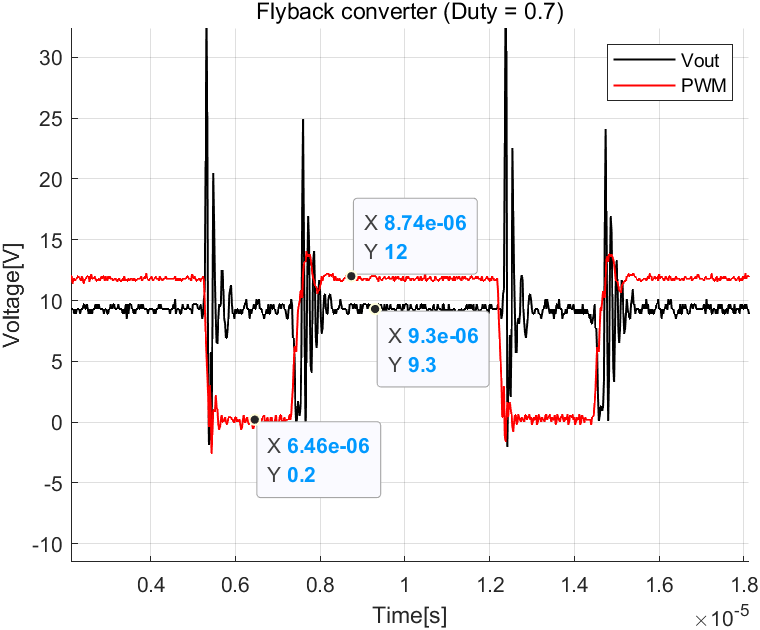 Flyback converter (Duty = 0.7)
Vout
PWM
30
25
20
15
10
5
0
-5
-10
Voltage[V]
X 8.74e-06
Y 12
X 9.3e-06
Y 9.3
X 6.46e-06
Y 0.2
0.4 0.6 0.8 1 1.2 1.4 1.6 1.8
Time[s]
×10-5